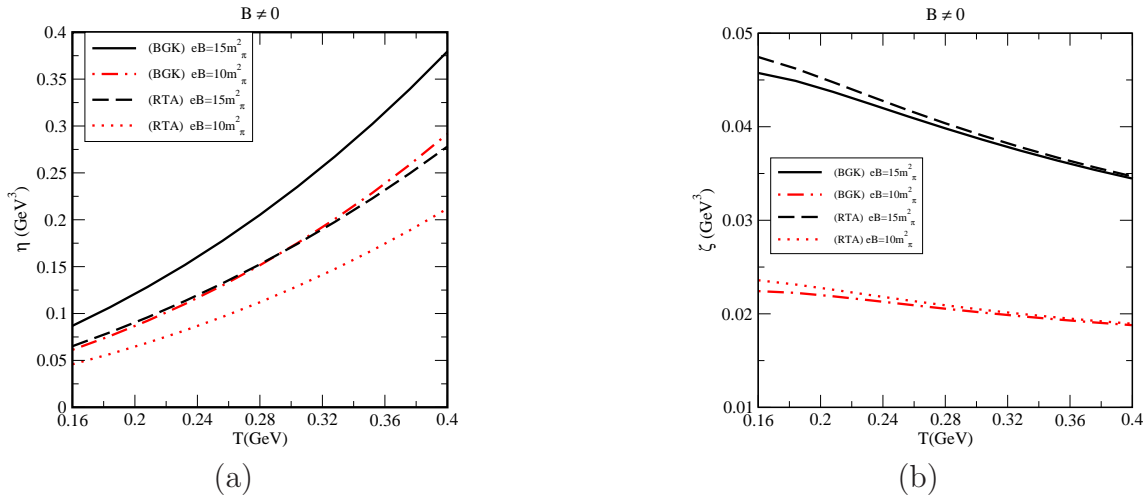 B ≠ 0
0.4
0.35
0.3
0.25
0.2
0.15
0.1
0.05
0
η (GeV³)
(BGK) eB=15m²π
(BGK) eB=10m²π
(RTA) eB=15m²π
(RTA) eB=10m²π
0.16 0.2 0.24 0.28 0.32 0.36 0.4
T(GeV)
(a)
B ≠ 0
0.05
0.04
0.03
0.02
0.01
ζ (GeV³)
(BGK) eB=15m²π
(BGK) eB=10m²π
(RTA) eB=15m²π
(RTA) eB=10m²π
0.16 0.2 0.24 0.28 0.32 0.36 0.4
T(GeV)
(b)